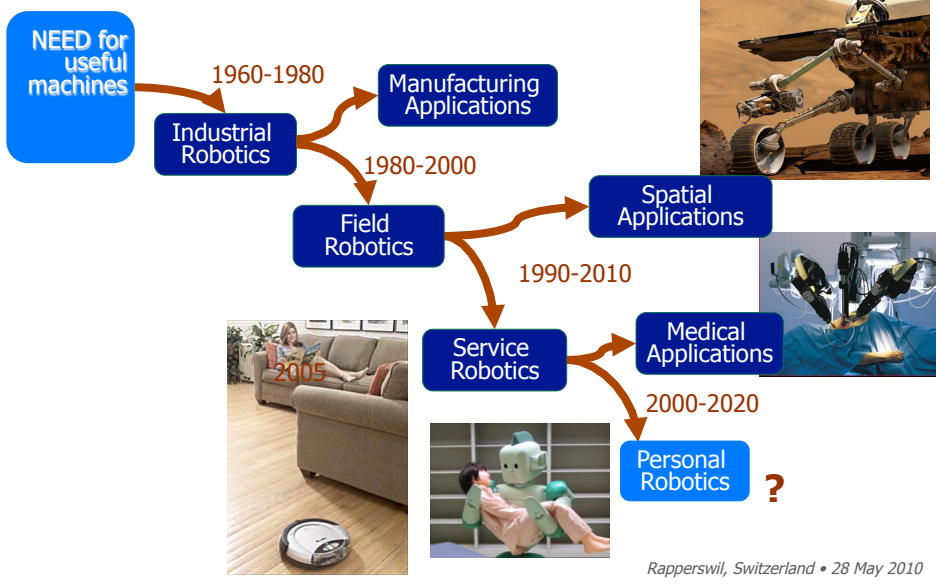 NEED for
useful
machines
1960-1980
Manufacturing
Applications
Industrial
Robotics
1980-2000
Spatial
Applications
Field
Robotics
1990-2010
Medical
Applications
Service
Robotics
2005
2000-2020
Personal
Robotics
?
Rapperswil, Switzerland • 28 May 2010